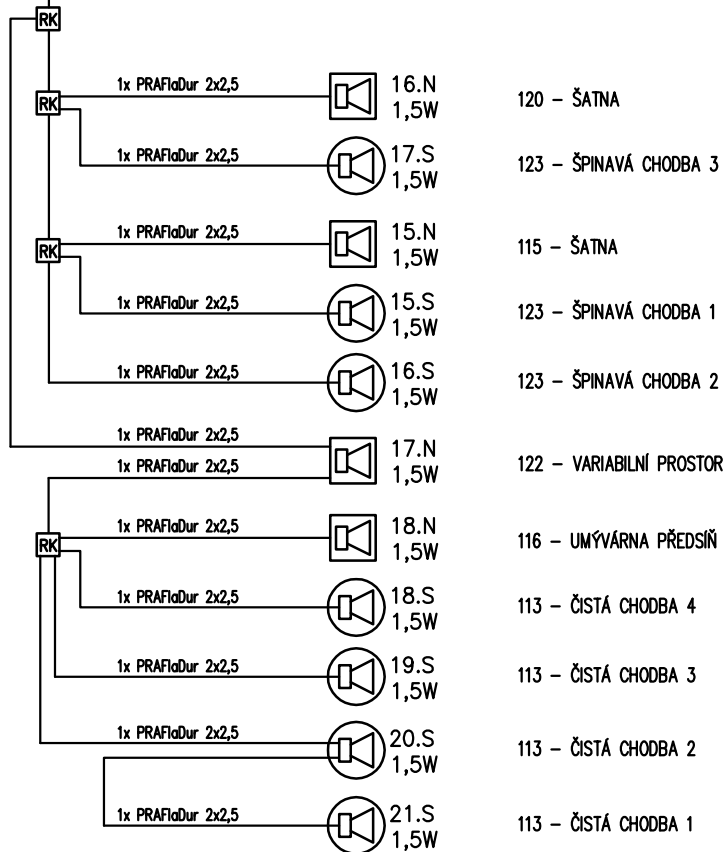 RK
1x PRAFlaDur 2x2,5 16.N 120 – ŠATNA
RK 1,5W
1x PRAFlaDur 2x2,5 17.S 123 – ŠPINAVÁ CHODBA 3
1,5W
1x PRAFlaDur 2x2,5 15.N 115 – ŠATNA
RK 1,5W
1x PRAFlaDur 2x2,5 15.S 123 – ŠPINAVÁ CHODBA 1
1,5W
1x PRAFlaDur 2x2,5 16.S 123 – ŠPINAVÁ CHODBA 2
1,5W
1x PRAFlaDur 2x2,5 17.N 122 – VARIABILNÍ PROSTOR
1x PRAFlaDur 2x2,5 1,5W
1x PRAFlaDur 2x2,5 18.N 116 – UMÝVÁRNA PŘEDSÍŇ
RK 1,5W
1x PRAFlaDur 2x2,5 18.S 113 – ČISTÁ CHODBA 4
1,5W
1x PRAFlaDur 2x2,5 19.S 113 – ČISTÁ CHODBA 3
1,5W
1x PRAFlaDur 2x2,5 20.S 113 – ČISTÁ CHODBA 2
1,5W
1x PRAFlaDur 2x2,5 21.S 113 – ČISTÁ CHODBA 1
1,5W